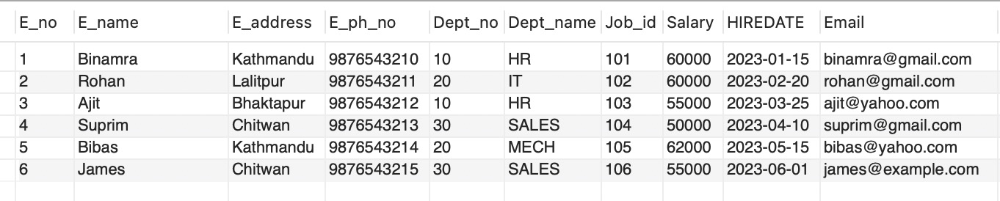 E_no E_name E_address E_ph_no Dept_no Dept_name Job_id Salary HIREDATE Email
1 Binamra Kathmandu 9876543210 10 HR 101 60000 2023-01-15 binamra@gmail.com
2 Rohan Lalitpur 9876543211 20 IT 102 60000 2023-02-20 rohan@gmail.com
3 Ajit Bhaktapur 9876543212 10 HR 103 55000 2023-03-25 ajit@yahoo.com
4 Suprim Chitwan 9876543213 30 SALES 104 50000 2023-04-10 suprim@gmail.com
5 Bibas Kathmandu 9876543214 20 MECH 105 62000 2023-05-15 bibas@yahoo.com
6 James Chitwan 9876543215 30 SALES 106 55000 2023-06-01 james@example.com